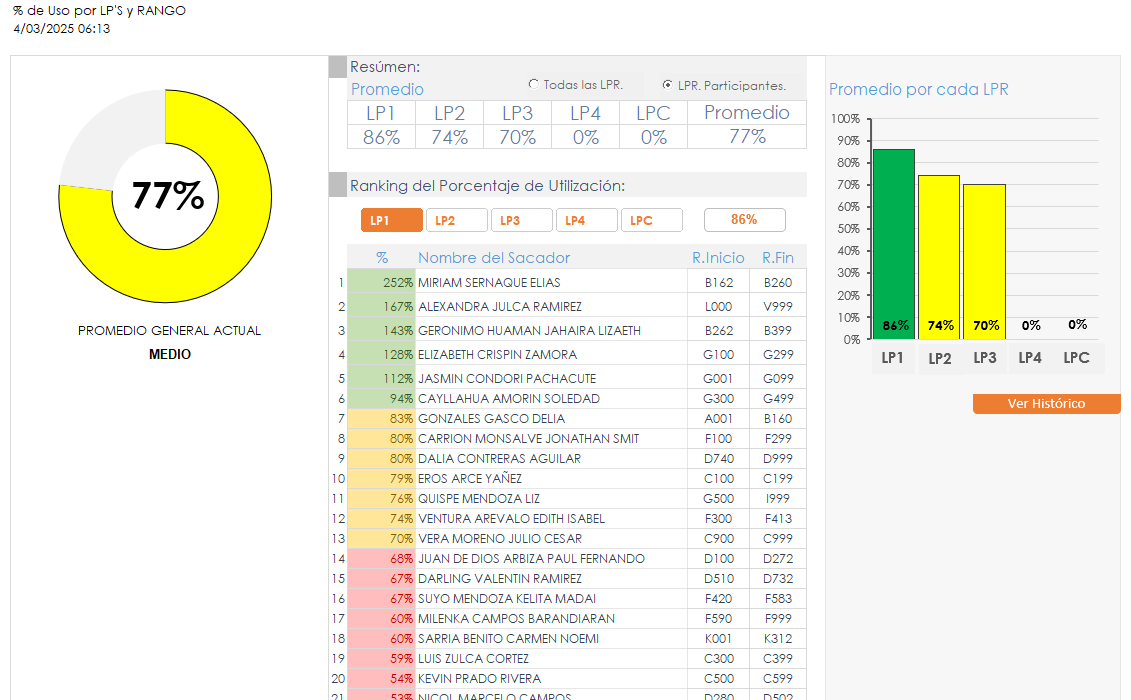 % de Uso por LP'S y RANGO
4/03/2025 06:13
77%
PROMEDIO GENERAL ACTUAL
MEDIO
Resúmen:
Promedio
Todas las LPR.
LPR. Participantes.
LP1 LP2 LP3 LP4 LPC Promedio
86% 74% 70% 0% 0% 77%
Ranking del Porcentaje de Utilización:
LP1 LP2 LP3 LP4 LPC 86%
% Nombre del Sacador R.Inicio R.Fin
1 252% MIRIAM SERNAQUE ELIAS B162 B260
2 167% ALEXANDRA JULCA RAMIREZ L000 V999
3 143% GERONIMO HUAMAN JAHAIRA LIZAETH B262 B399
4 128% ELIZABETH CRISPIN ZAMORA G100 G299
5 112% JASMIN CONDORI PACHACUTE G001 G099
6 94% CAYLLAHUA AMORIN SOLEDAD G300 G499
7 83% GONZALES GASCO DELIA A001 B160
8 80% CARRION MONSALVE JONATHAN SMIT F100 F299
9 80% DALIA CONTRERAS AGUILAR D740 D999
10 79% EROS ARCE YAÑEZ C100 C199
11 76% QUISPE MENDOZA LIZ G500 I999
12 74% VENTURA AREVALO EDITH ISABEL F300 F413
13 70% VERA MORENO JULIO CESAR C900 C999
14 68% JUAN DE DIOS ARBIZA PAUL FERNANDO D100 D272
15 67% DARLING VALENTIN RAMIREZ D510 D732
16 67% SUYO MENDOZA KELITA MADAI F420 F583
17 60% MILENKA CAMPOS BARANDIARAN F590 F999
18 60% SARRIA BENITO CARMEN NOEMI K001 K312
19 59% LUIS ZULCA CORTEZ C300 C399
20 54% KEVIN PRADO RIVERA C500 C599
21 53% NICOL MARCELO CAMPOS D280 D502
Promedio por cada LPR
100%
90%
80%
70%
60%
50%
40%
30%
20%
10%
0%
86% 74% 70% 0% 0%
LP1 LP2 LP3 LP4 LPC
Ver Histórico